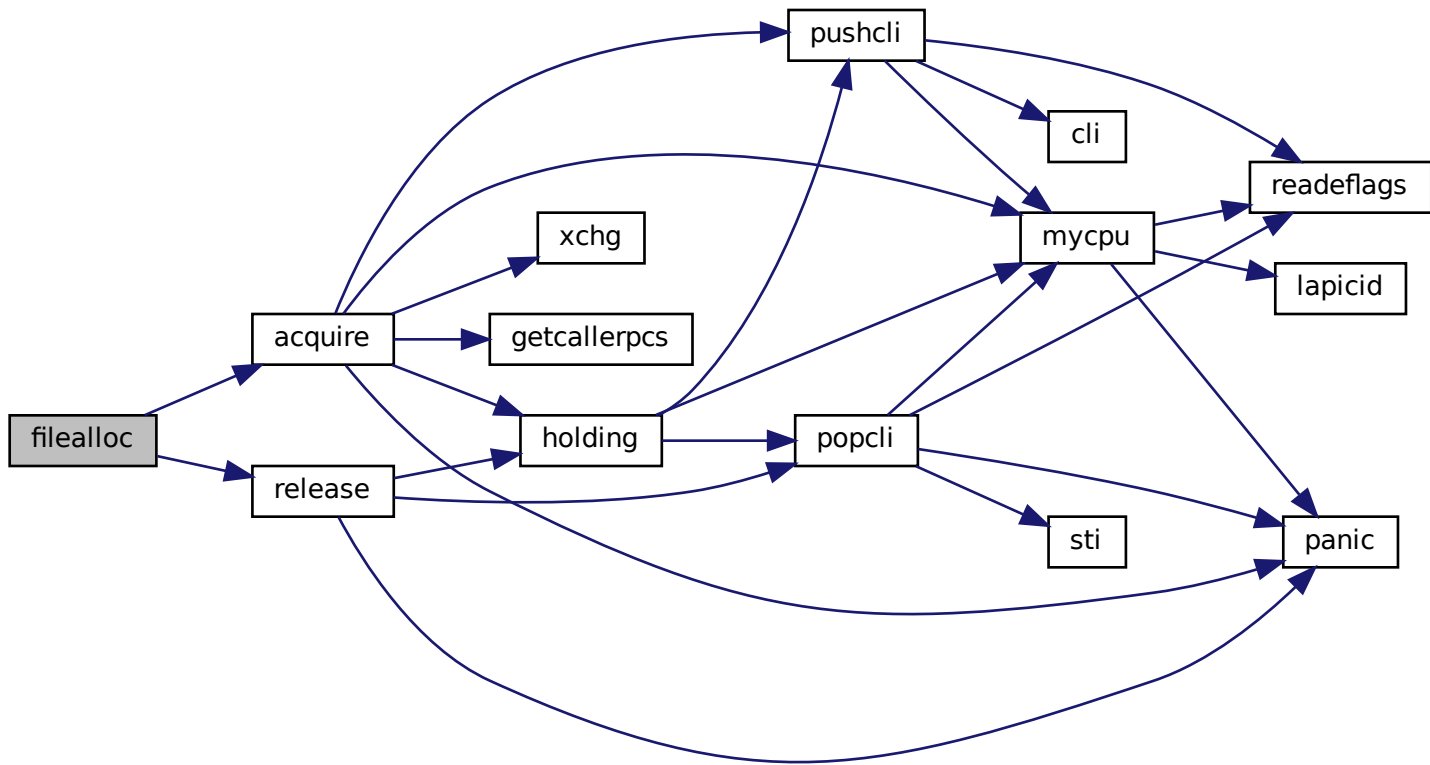 pushcli
cli
readeflags
xchg
mycpu
lapicid
acquire
getcallerpcs
filealloc
holding
popcli
release
sti
panic